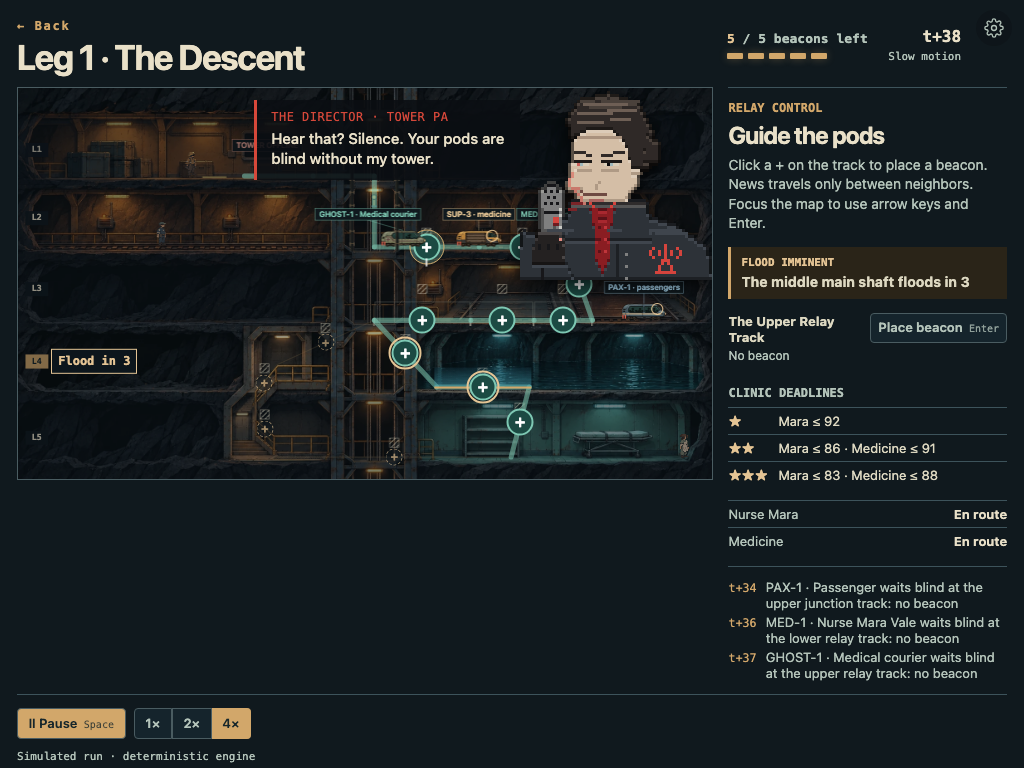 ← Back
Leg 1 · The Descent
5 / 5 beacons left
t+38
Slow motion
THE DIRECTOR · TOWER PA
Hear that? Silence. Your pods are
blind without my tower.
L1
TOW
L2
GHOST-1 · Medical courier
SUP-3 · medicine
MED
L3
PAX-1 · passengers
L4
Flood in 3
L5
RELAY CONTROL
Guide the pods
Click a + on the track to place a beacon.
News travels only between neighbors.
Focus the map to use arrow keys and
Enter.
FLOOD IMMINENT
The middle main shaft floods in 3
The Upper Relay
Track
No beacon
Place beacon Enter
CLINIC DEADLINES
★ Mara ≤ 92
★★ Mara ≤ 86 · Medicine ≤ 91
★★★ Mara ≤ 83 · Medicine ≤ 88
Nurse Mara En route
Medicine En route
t+34 PAX-1 · Passenger waits blind at the
upper junction track: no beacon
t+36 MED-1 · Nurse Mara Vale waits blind at
the lower relay track: no beacon
t+37 GHOST-1 · Medical courier waits blind
at the upper relay track: no beacon
II Pause Space
1×
2×
4×
Simulated run · deterministic engine